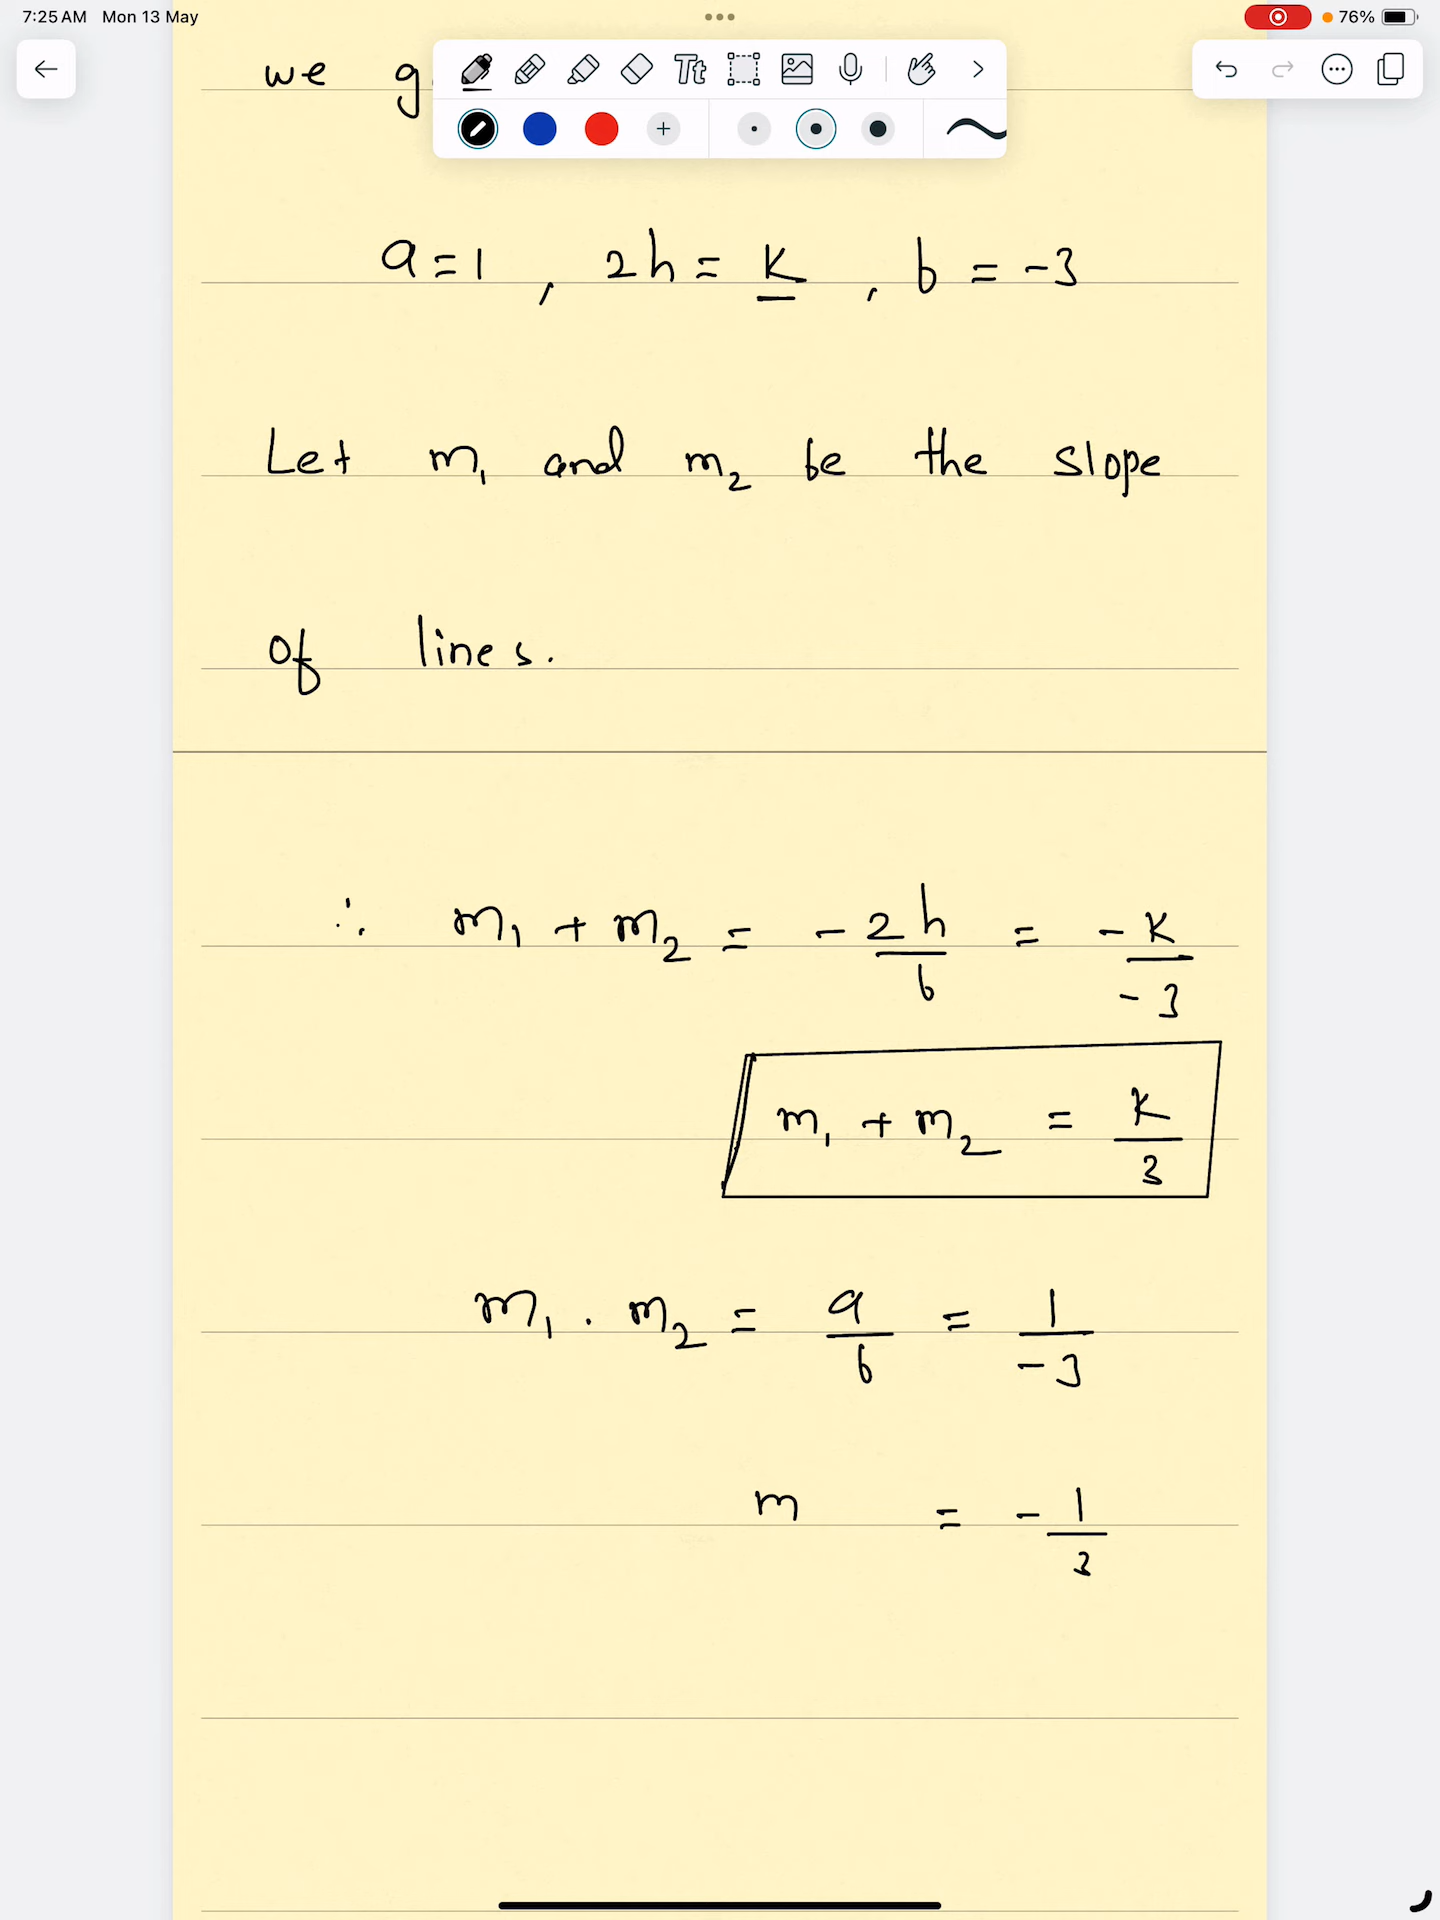 7:25 AM Mon 13 May
76%
we g
Tt
a = 1 , 2h = k , b = -3
Let m₁ and m₂ be the slope
of lines.
∴ m₁ + m₂ = -2h/b = -k/-3
m₁ + m₂ = k/3
m₁ . m₂ = a/b = 1/-3
m = -1/3